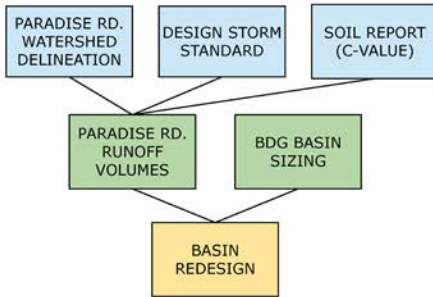 PARADISE RD.
WATERSHED
DELINEATION
DESIGN STORM
STANDARD
SOIL REPORT
(C-VALUE)
PARADISE RD.
RUNOFF
VOLUMES
BDG BASIN
SIZING
BASIN
REDESIGN